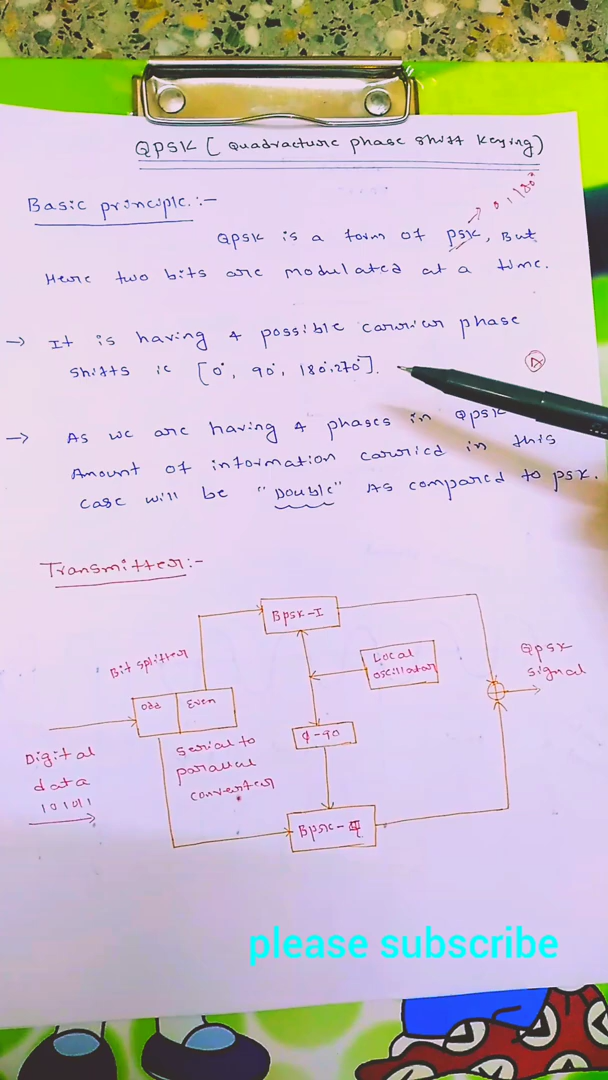 QPSK [Quadracture phase shift keying)
Basic principle:-
0, 180°
QPSK is a form of psk, But
Here two bits are modulated at a time.
→ It is having 4 possible carrier phase
shifts ie [0°, 90°, 180°, 270°].
→ As we are having 4 phases in QPSK
Amount of information carried in this
case will be "Double" As compared to psk.
Transmitter:-
Bpsk-I
Bit splitter
Local
oscillator
Qpsk
signal
odd
Even
φ-90
Digital
data
101011
serial to
parallel
converter
Bpsk-II
please subscribe